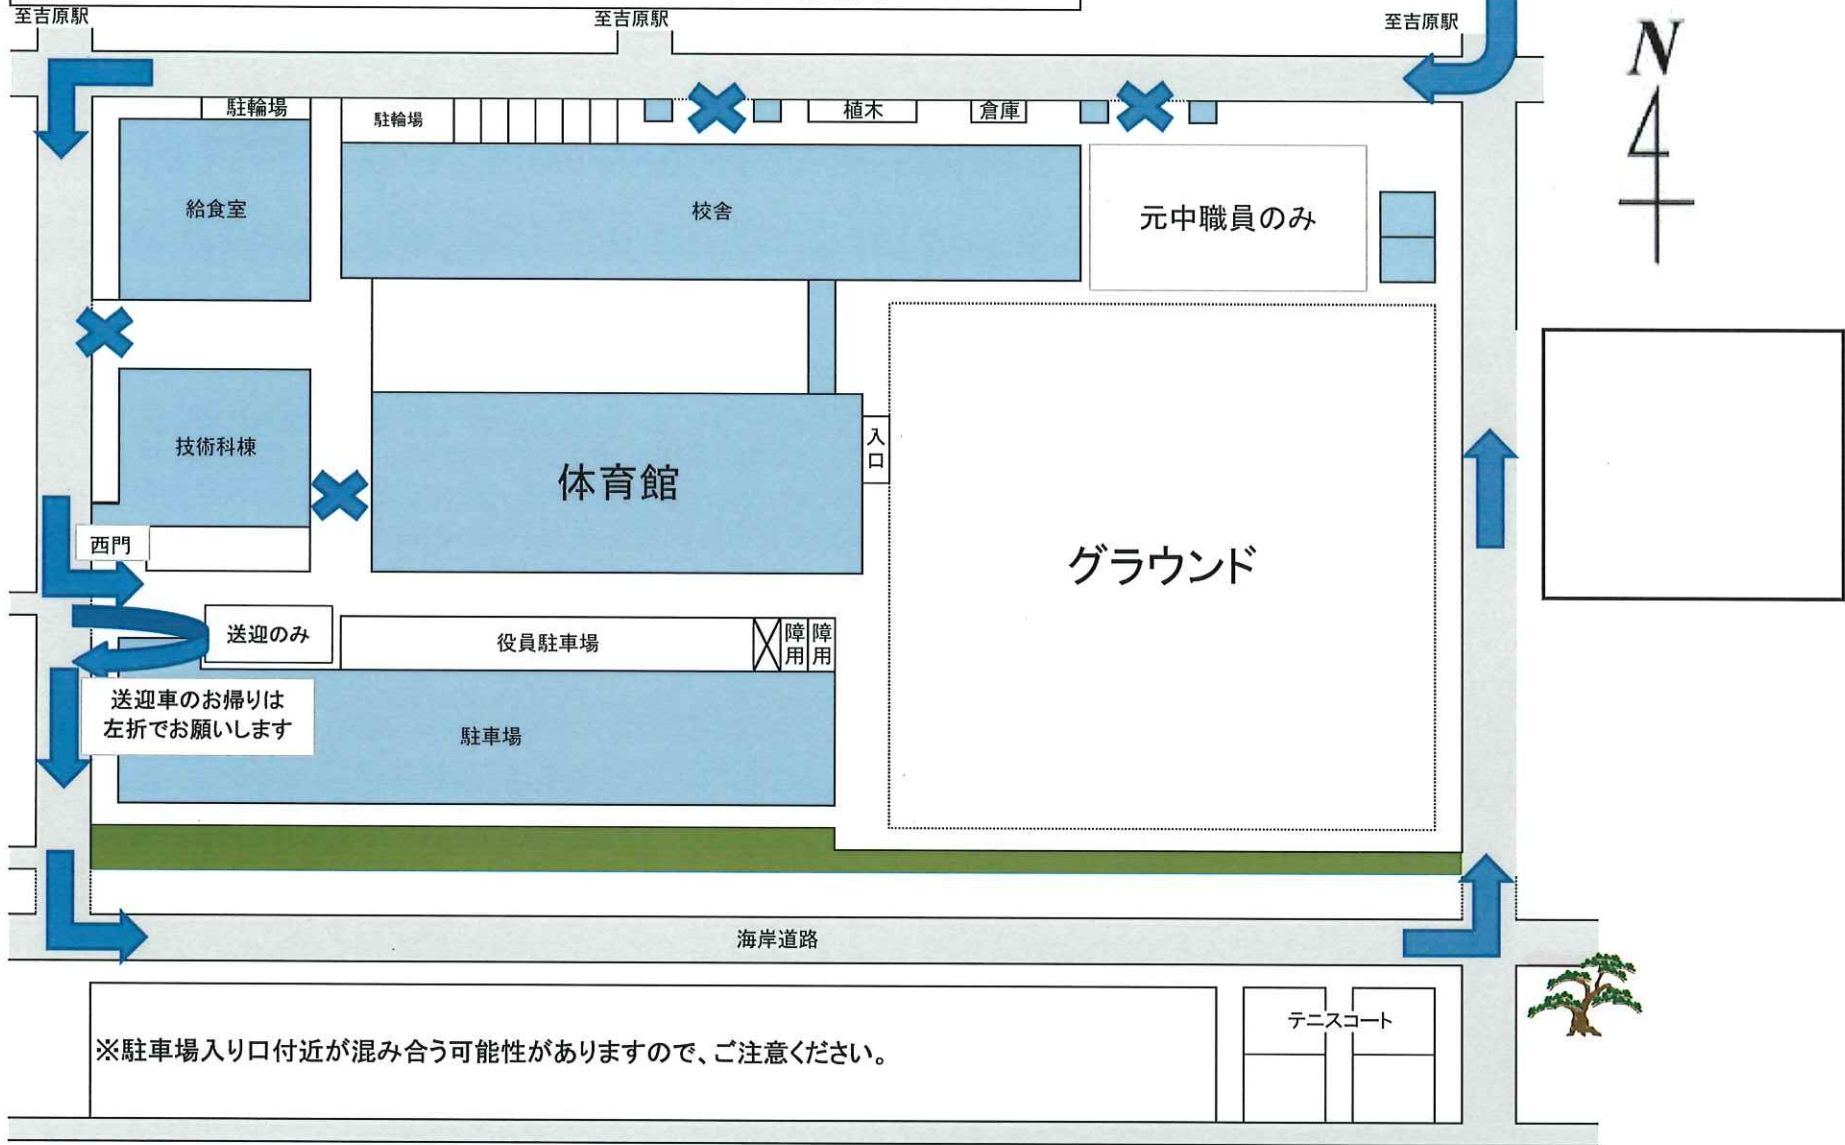 至吉原駅
至吉原駅
至吉原駅
N
駐輪場
駐輪場
植木
倉庫
給食室
校舎
元中職員のみ
技術科棟
体育館
入口
グラウンド
西門
送迎のみ
役員駐車場
障用
障用
送迎車のお帰りは
左折でお願いします
駐車場
海岸道路
テニスコート
※駐車場入り口付近が混み合う可能性がありますので、ご注意ください。